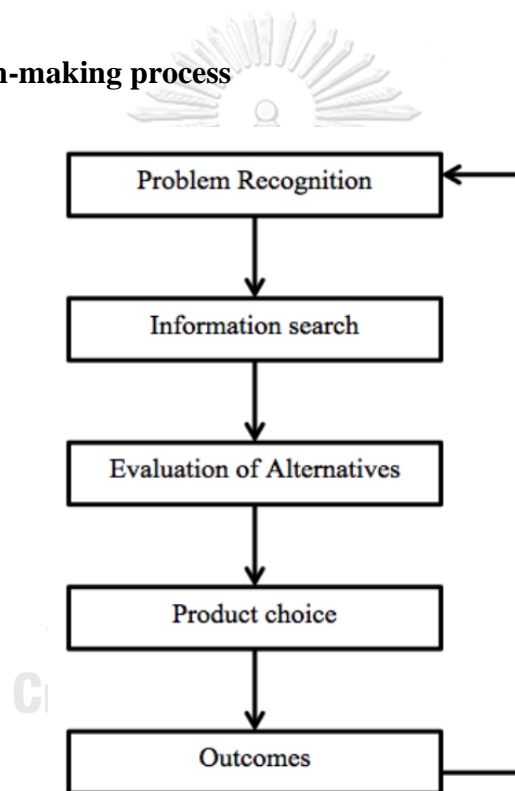 -making process
Problem Recognition
Information search
Evaluation of Alternatives
Product choice
Outcomes